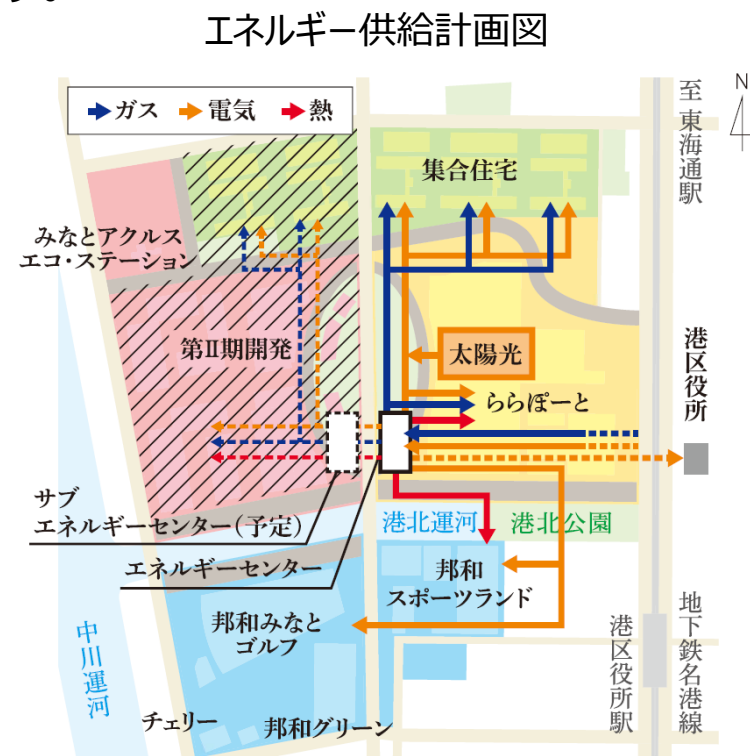 す。
エネルギー供給計画図
ガス 電気 熱
N
至 東海通駅
集合住宅
みなとアクルス
エコ・ステーション
第Ⅱ期開発
太陽光
ららぽーと
港区役所
サブ
エネルギーセンター(予定)
港北運河
港北公園
エネルギーセンター
邦和
スポーツランド
邦和みなと
ゴルフ
中川運河
港区役所駅
地下鉄名港線
チェリー
邦和グリーン